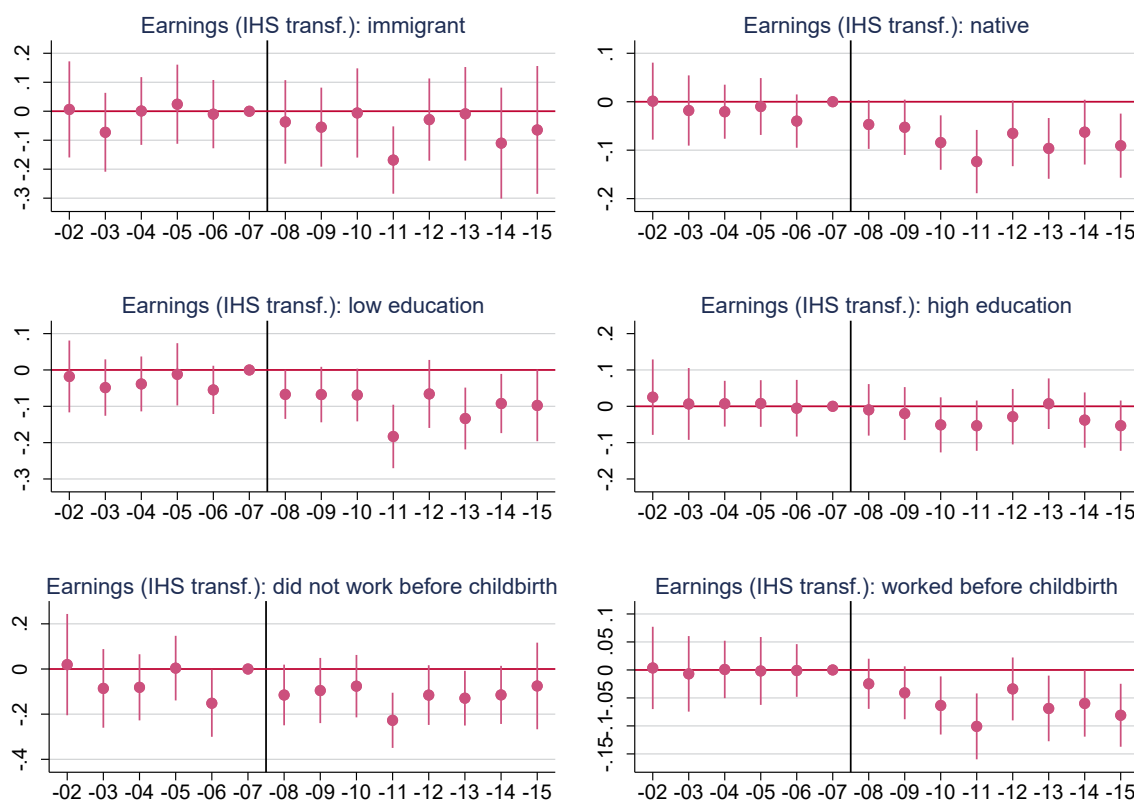 Earnings (IHS transf.): immigrant
.2
.1
0
-.1
-.2
-.3
-02 -03 -04 -05 -06 -07 -08 -09 -10 -11 -12 -13 -14 -15
Earnings (IHS transf.): native
.1
0
-.1
-.2
-02 -03 -04 -05 -06 -07 -08 -09 -10 -11 -12 -13 -14 -15
Earnings (IHS transf.): low education
.1
0
-.1
-.2
-.3
-02 -03 -04 -05 -06 -07 -08 -09 -10 -11 -12 -13 -14 -15
Earnings (IHS transf.): high education
.2
.1
0
-.1
-.2
-02 -03 -04 -05 -06 -07 -08 -09 -10 -11 -12 -13 -14 -15
Earnings (IHS transf.): did not work before childbirth
.2
0
-.2
-.4
-02 -03 -04 -05 -06 -07 -08 -09 -10 -11 -12 -13 -14 -15
Earnings (IHS transf.): worked before childbirth
.1
.05
0
-.05
-.1
-.15
-02 -03 -04 -05 -06 -07 -08 -09 -10 -11 -12 -13 -14 -15